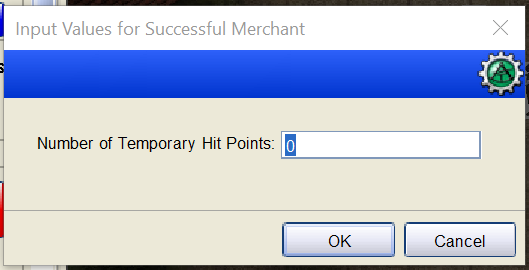 Input Values for Successful Merchant
Number of Temporary Hit Points: 0
OK Cancel